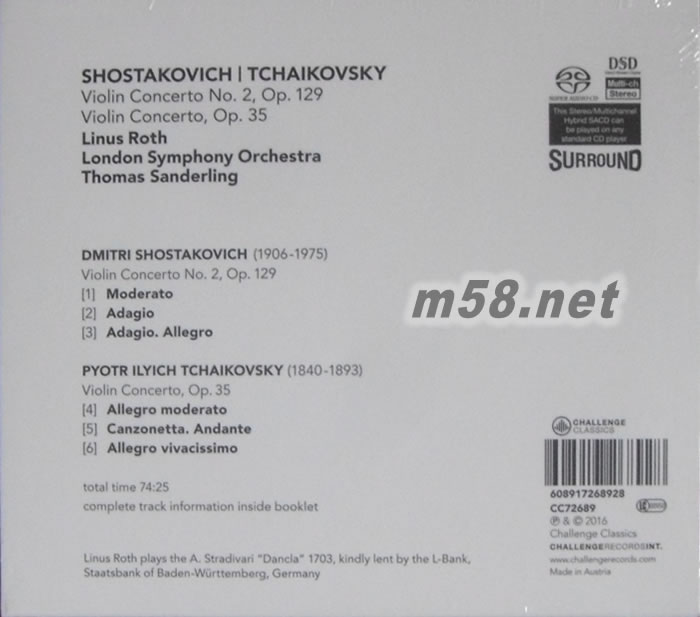 SHOSTAKOVICH | TCHAIKOVSKY
Violin Concerto No. 2, Op. 129
Violin Concerto, Op. 35
Linus Roth
London Symphony Orchestra
Thomas Sanderling
DSD
SUPER AUDIO CD
Multi-ch
Stereo
This Stereo/Multichannel
Hybrid SACD can
be played on any
standard CD player
SURROUND
DMITRI SHOSTAKOVICH (1906-1975)
Violin Concerto No. 2, Op. 129
[1] Moderato
[2] Adagio
[3] Adagio. Allegro
m58.net
PYOTR ILYICH TCHAIKOVSKY (1840-1893)
Violin Concerto, Op. 35
[4] Allegro moderato
[5] Canzonetta. Andante
[6] Allegro vivacissimo
total time 74:25
complete track information inside booklet
Linus Roth plays the A. Stradivari "Dancla" 1703, kindly lent by the L-Bank,
Staatsbank of Baden-Württemberg, Germany
CHALLENGE
CLASSICS
608917268928
CC72689
℗ & © 2016
Challenge Classics
CHALLENGERECORDSINT.
www.challengerecords.com
Made in Austria